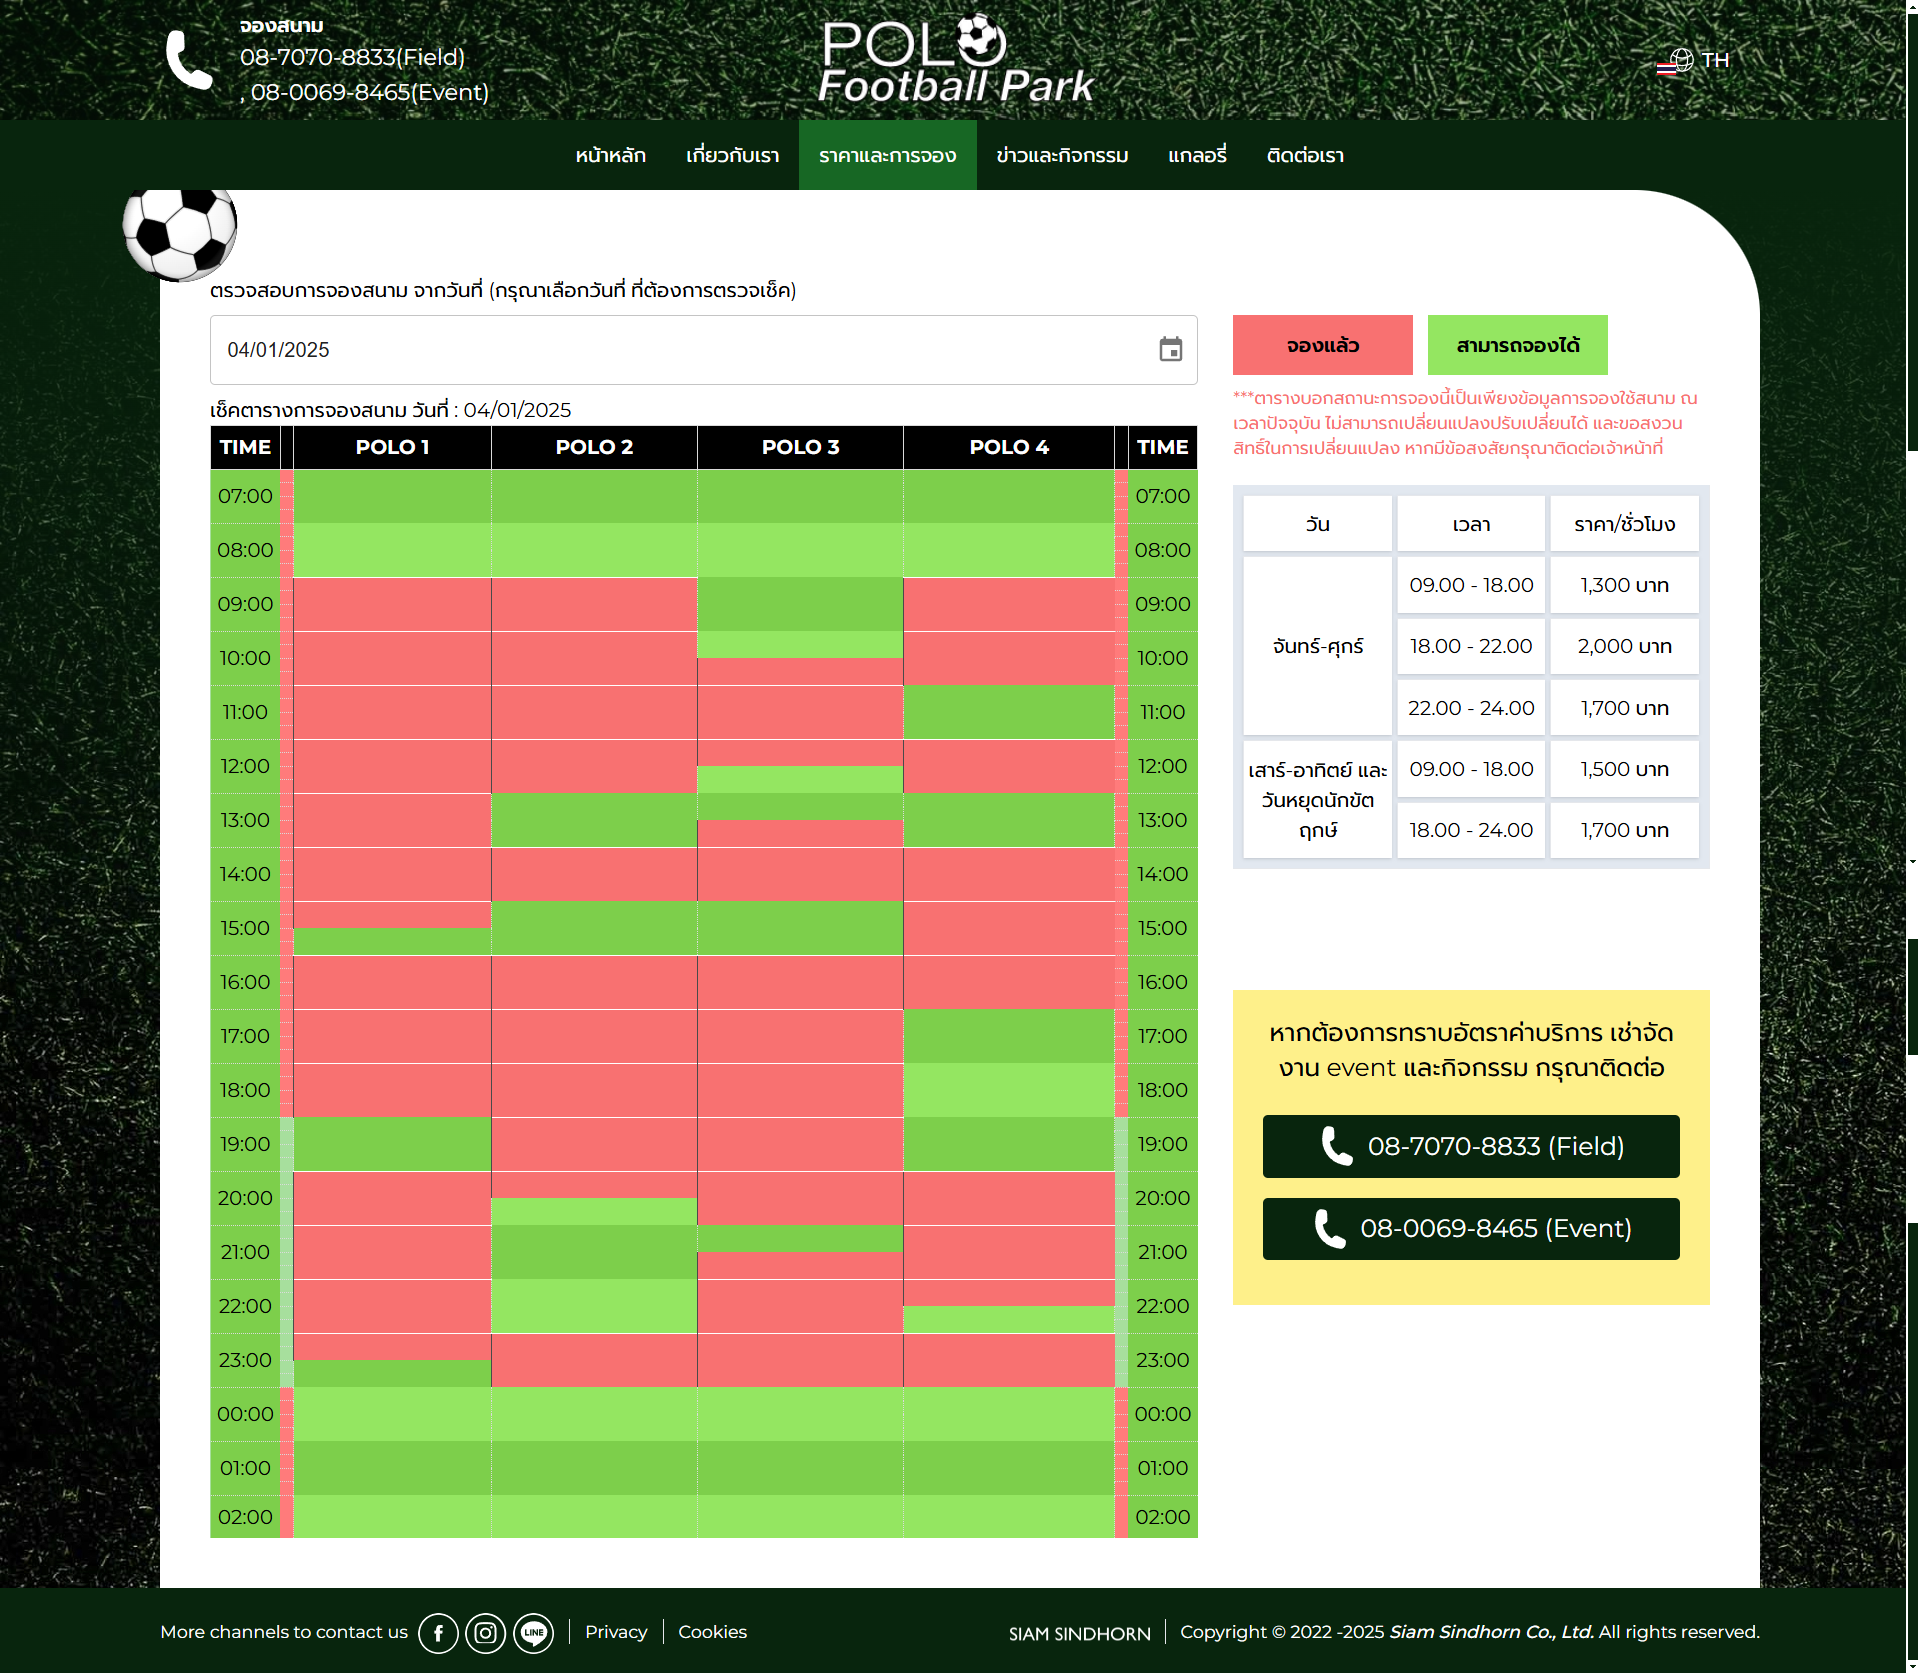 จองสนาม
08-7070-8833(Field)
, 08-0069-8465(Event)
POLO
Football Park
TH
หน้าหลัก เกี่ยวกับเรา ราคาและการจอง ข่าวและกิจกรรม แกลอรี่ ติดต่อเรา
ตรวจสอบการจองสนาม จากวันที่ (กรุณาเลือกวันที่ ที่ต้องการตรวจเช็ค)
04/01/2025
เช็คตารางการจองสนาม วันที่ : 04/01/2025
TIME POLO 1 POLO 2 POLO 3 POLO 4 TIME
07:00 07:00
08:00 08:00
09:00 09:00
10:00 10:00
11:00 11:00
12:00 12:00
13:00 13:00
14:00 14:00
15:00 15:00
16:00 16:00
17:00 17:00
18:00 18:00
19:00 19:00
20:00 20:00
21:00 21:00
22:00 22:00
23:00 23:00
00:00 00:00
01:00 01:00
02:00 02:00
จองแล้ว สามารถจองได้
***ตารางบอกสถานะการจองนี้เป็นเพียงข้อมูลการจองใช้สนาม ณ
เวลาปัจจุบัน ไม่สามารถเปลี่ยนแปลงปรับเปลี่ยนได้ และขอสงวน
สิทธิ์ในการเปลี่ยนแปลง หากมีข้อสงสัยกรุณาติดต่อเจ้าหน้าที่
วัน เวลา ราคา/ชั่วโมง
09.00 - 18.00 1,300 บาท
จันทร์-ศุกร์ 18.00 - 22.00 2,000 บาท
22.00 - 24.00 1,700 บาท
เสาร์-อาทิตย์ และ
วันหยุดนักขัต
ฤกษ์
09.00 - 18.00 1,500 บาท
18.00 - 24.00 1,700 บาท
หากต้องการทราบอัตราค่าบริการ เช่าจัด
งาน event และกิจกรรม กรุณาติดต่อ
08-7070-8833 (Field)
08-0069-8465 (Event)
More channels to contact us LINE Privacy Cookies
SIAM SINDHORN Copyright © 2022 -2025 Siam Sindhorn Co., Ltd. All rights reserved.